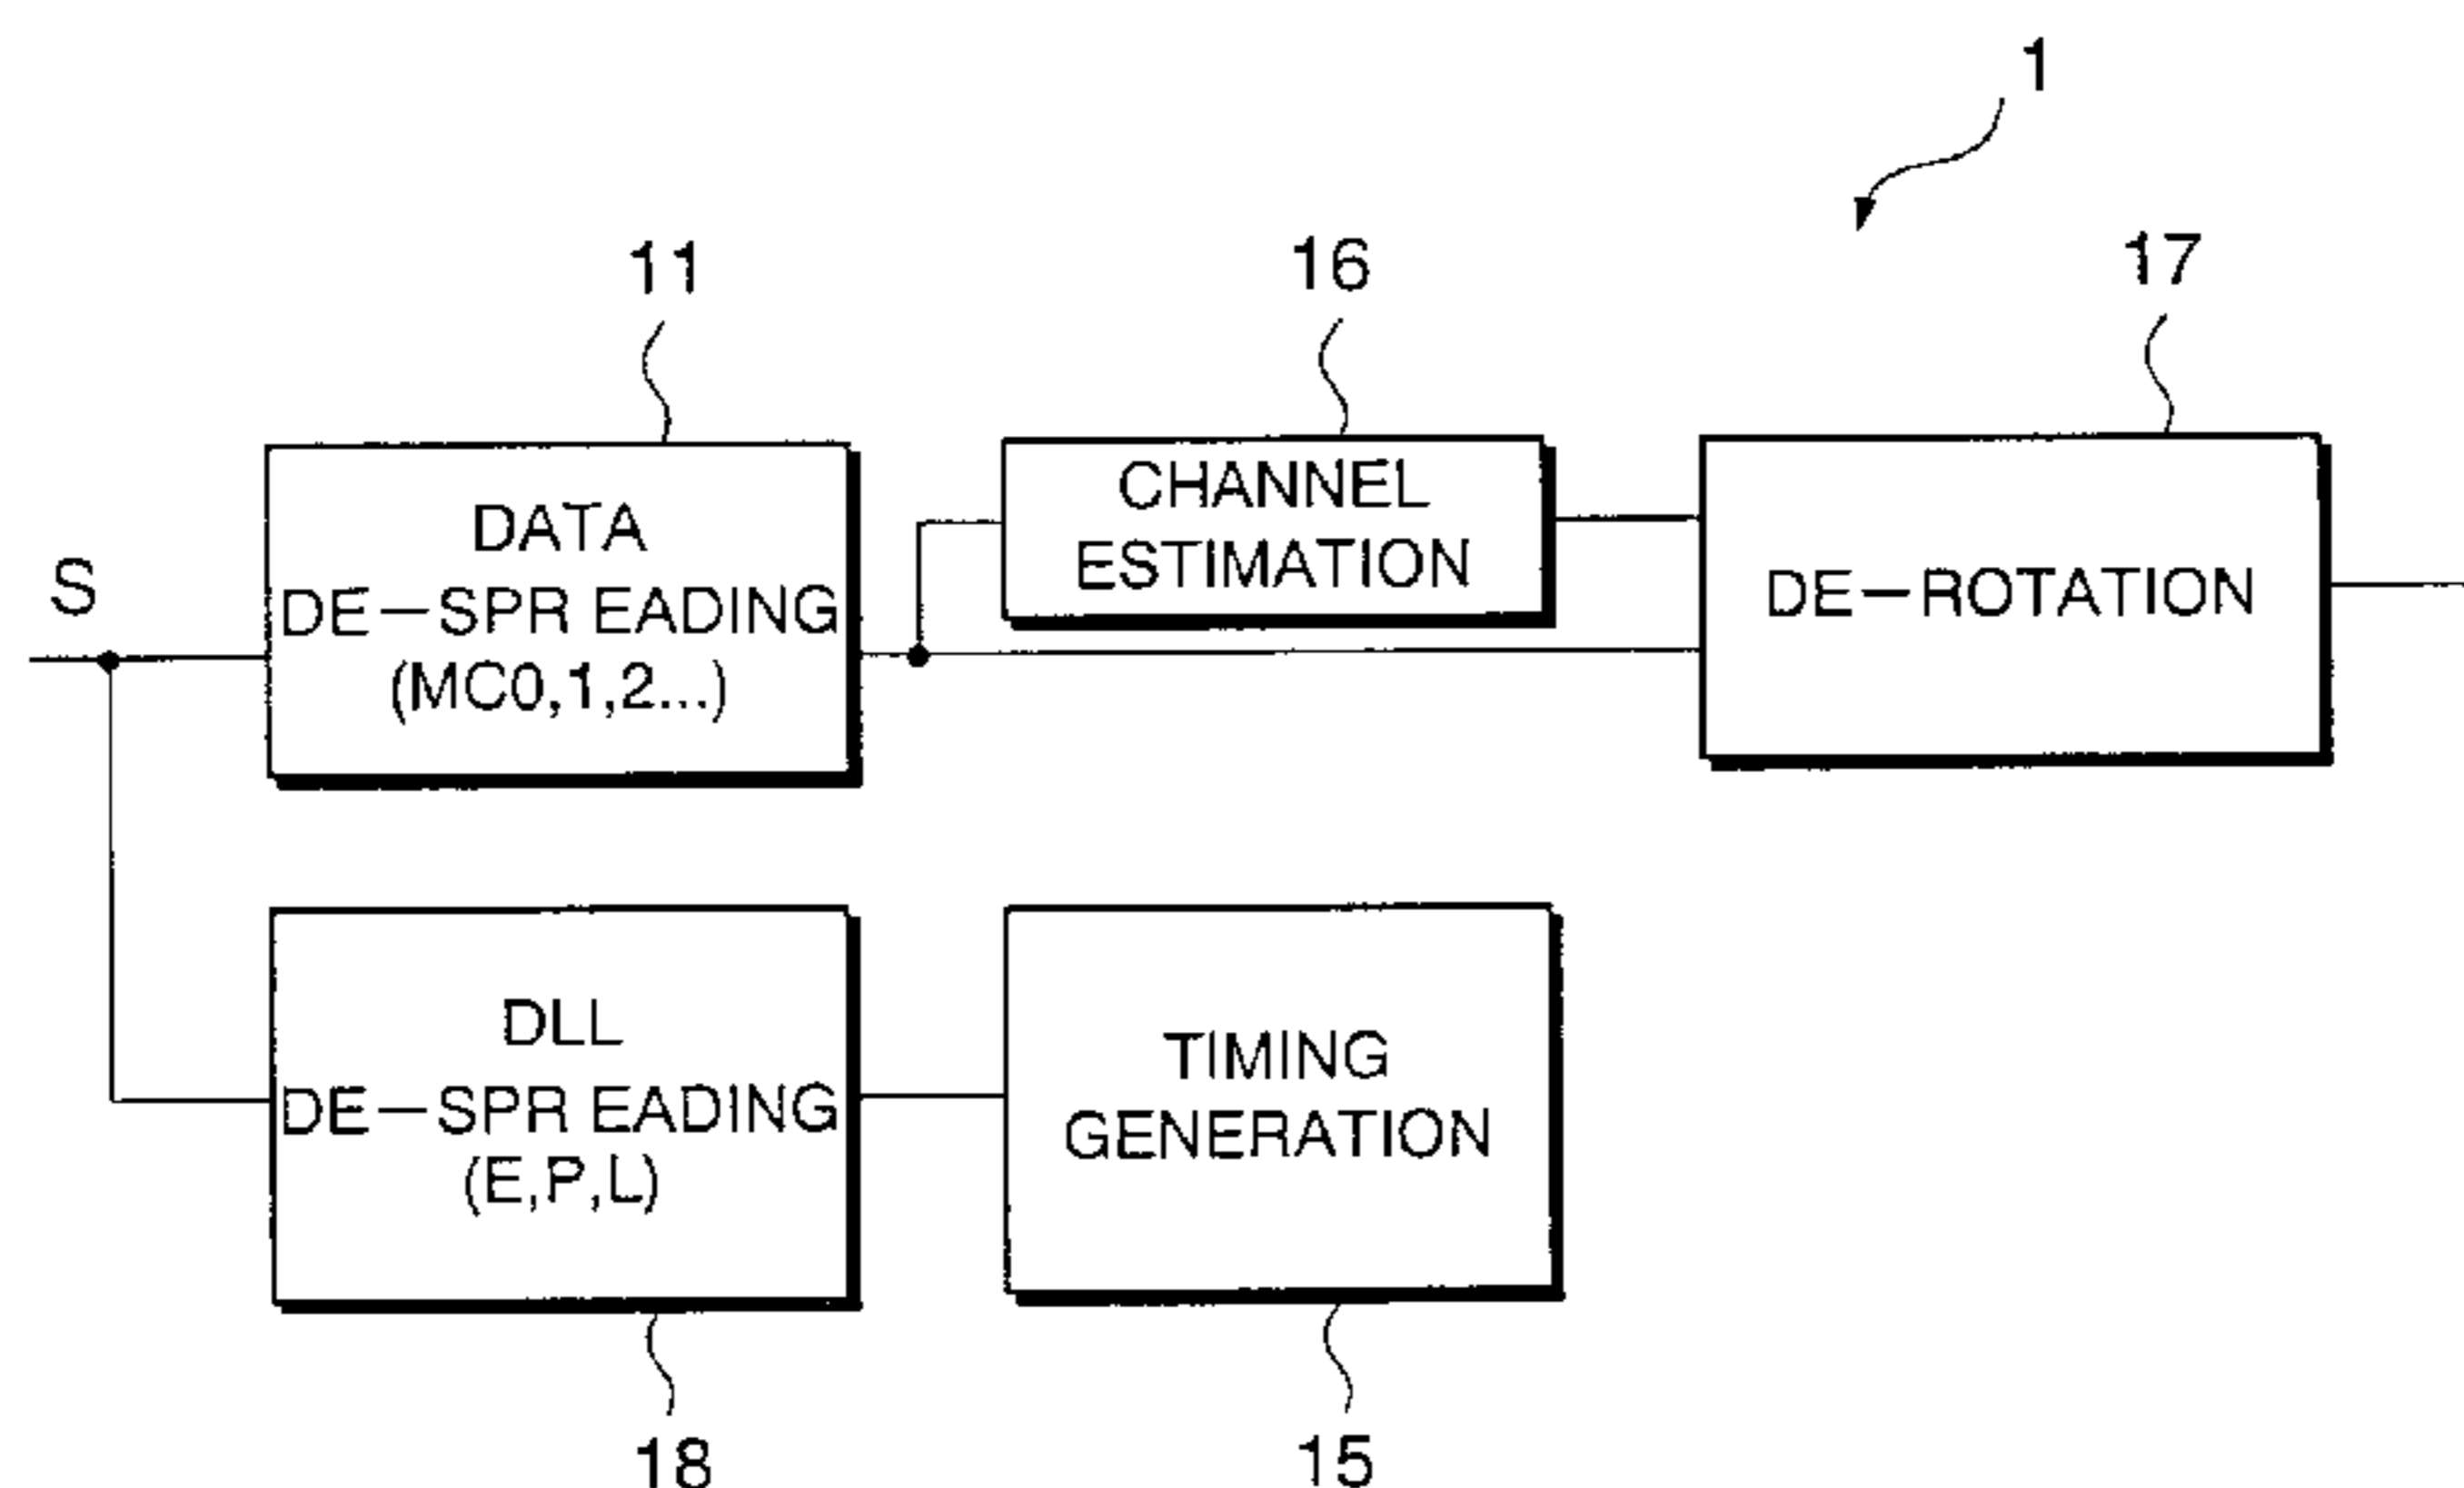 1
11
16
17
S
DATA
DE-SPR EADING
(MC0,1,2...)
CHANNEL
ESTIMATION
DE-ROTATION
DLL
DE-SPR EADING
(E,P,L)
TIMING
GENERATION
18
15